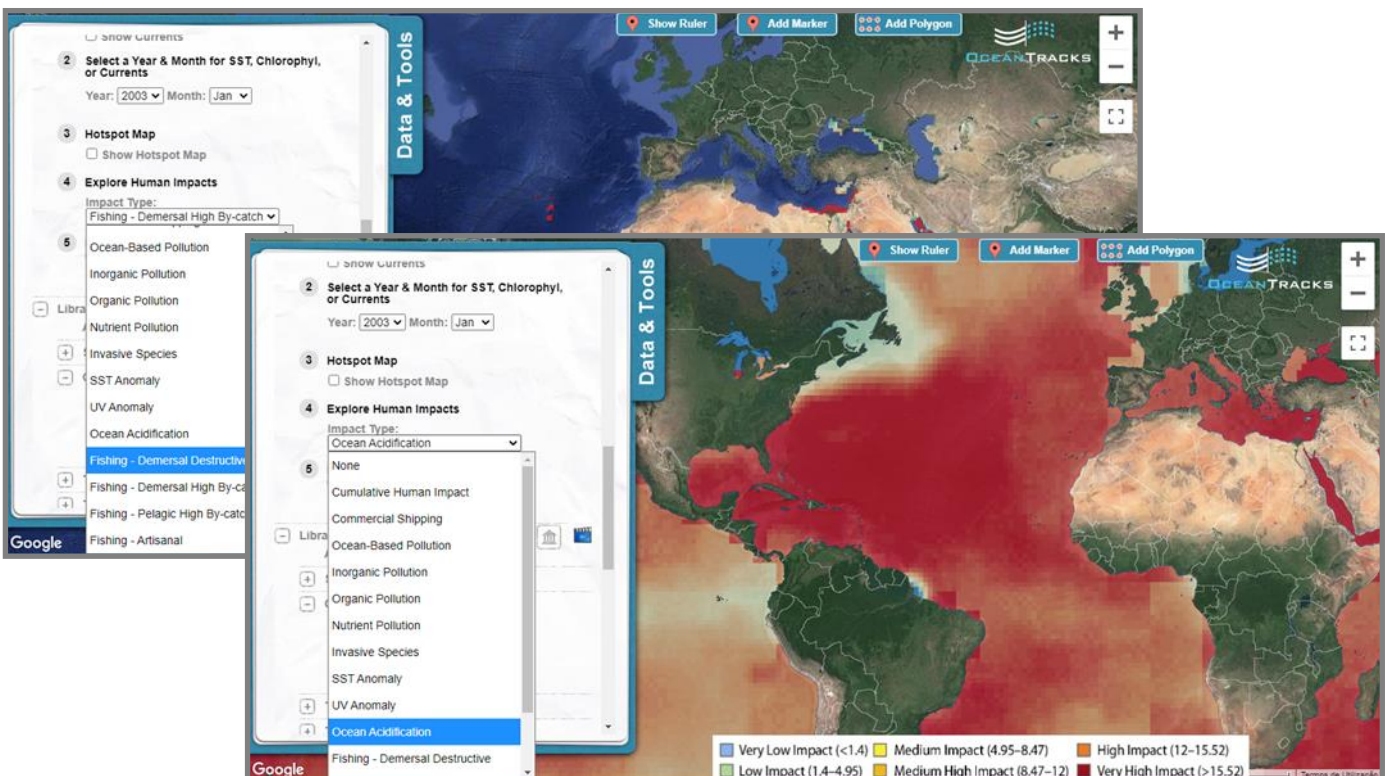 Show Currents
2 Select a Year & Month for SST, Chlorophyl,
or Currents
Year: 2003 Month: Jan
3 Hotspot Map
Show Hotspot Map
4 Explore Human Impacts
Impact Type:
Fishing - Demersal High By-catch
5
Ocean-Based Pollution
Inorganic Pollution
Organic Pollution
Nutrient Pollution
Libra
Invasive Species
SST Anomaly
UV Anomaly
Ocean Acidification
Fishing - Demersal Destructive
Fishing - Demersal High By-ca
Fishing - Pelagic High By-catc
Fishing - Artisanal
Google
Data & Tools
Show Ruler
Add Marker
Add Polygon
OCEANTRACKS
Show Currents
2 Select a Year & Month for SST, Chlorophyl,
or Currents
Year: 2003 Month: Jan
3 Hotspot Map
Show Hotspot Map
4 Explore Human Impacts
Impact Type:
Ocean Acidification
5
None
Cumulative Human Impact
Commercial Shipping
Libra
Ocean-Based Pollution
Inorganic Pollution
Organic Pollution
Nutrient Pollution
Invasive Species
SST Anomaly
UV Anomaly
Ocean Acidification
Fishing - Demersal Destructive
Google
Data & Tools
Show Ruler
Add Marker
Add Polygon
OCEANTRACKS
Very Low Impact (<1.4) Medium Impact (4.95–8.47) High Impact (12–15.52)
Low Impact (1.4–4.95) Medium High Impact (8.47–12) Very High Impact (>15.52)
Termos de Utilização